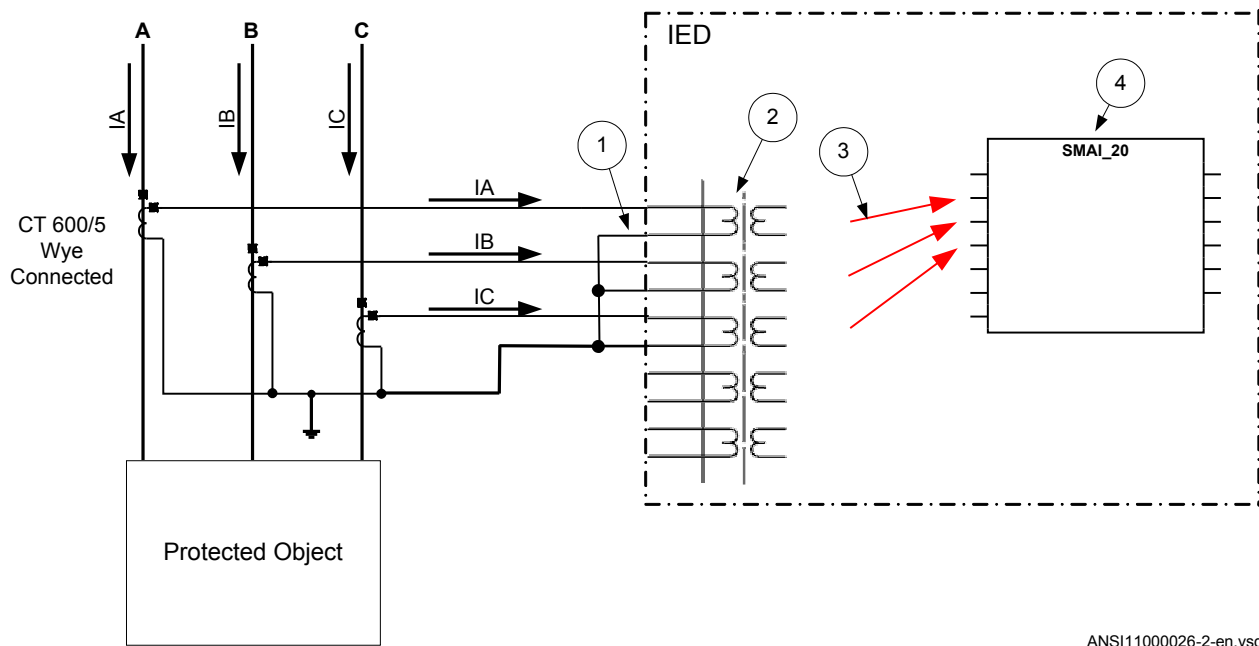 A
B
C
IED
IA
IB
IC
1
2
3
4
SMAI_20
IA
IB
IC
CT 600/5
Wye
Connected
Protected Object
ANSI11000026-2-en.vsd